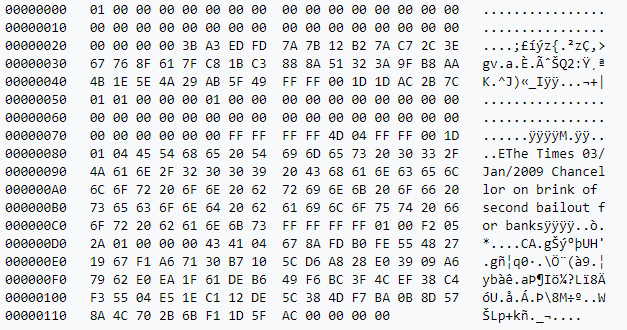 00000000 01 00 00 00 00 00 00 00 00 00 00 00 00 00 00 00 ................
00000010 00 00 00 00 00 00 00 00 00 00 00 00 00 00 00 00 ................
00000020 00 00 00 00 3B A3 ED FD 7A 7B 12 B2 7A C7 2C 3E ....;£íýz{.²zÇ,>
00000030 67 76 8F 61 7F C8 1B C3 88 8A 51 32 3A 9F B8 AA gv.a.È.ÃˆŠQ2:Ÿ¸ª
00000040 4B 1E 5E 4A 29 AB 5F 49 FF FF 00 1D 1D AC 2B 7C K.^J)«_Iÿÿ...¬+|
00000050 01 01 00 00 00 01 00 00 00 00 00 00 00 00 00 00 ................
00000060 00 00 00 00 00 00 00 00 00 00 00 00 00 00 00 00 ................
00000070 00 00 00 00 00 00 FF FF FF FF 4D 04 FF FF 00 1D ......ÿÿÿÿM.ÿÿ..
00000080 01 04 45 54 68 65 20 54 69 6D 65 73 20 30 33 2F ..EThe Times 03/
00000090 4A 61 6E 2F 32 30 30 39 20 43 68 61 6E 63 65 6C Jan/2009 Chancel
000000A0 6C 6F 72 20 6F 6E 20 62 72 69 6E 6B 20 6F 66 20 lor on brink of
000000B0 73 65 63 6F 6E 64 20 62 61 69 6C 6F 75 74 20 66 second bailout f
000000C0 6F 72 20 62 61 6E 6B 73 FF FF FF FF 01 00 F2 05 or banksÿÿÿÿ..ò.
000000D0 2A 01 00 00 00 43 41 04 67 8A FD B0 FE 55 48 27 *....CA.gŠý°þUH'
000000E0 19 67 F1 A6 71 30 B7 10 5C D6 A8 28 E0 39 09 A6 .gñ¦q0·.\Ö¨(à9.¦
000000F0 79 62 E0 EA 1F 61 DE B6 49 F6 BC 3F 4C EF 38 C4 ybàê.aÞ¶Iö¼?Lï8Ä
00000100 F3 55 04 E5 1E C1 12 DE 5C 38 4D F7 BA 0B 8D 57 óU.å.Á.Þ\8M÷º..W
00000110 8A 4C 70 2B 6B F1 1D 5F AC 00 00 00 00 ŠLp+kñ._¬....